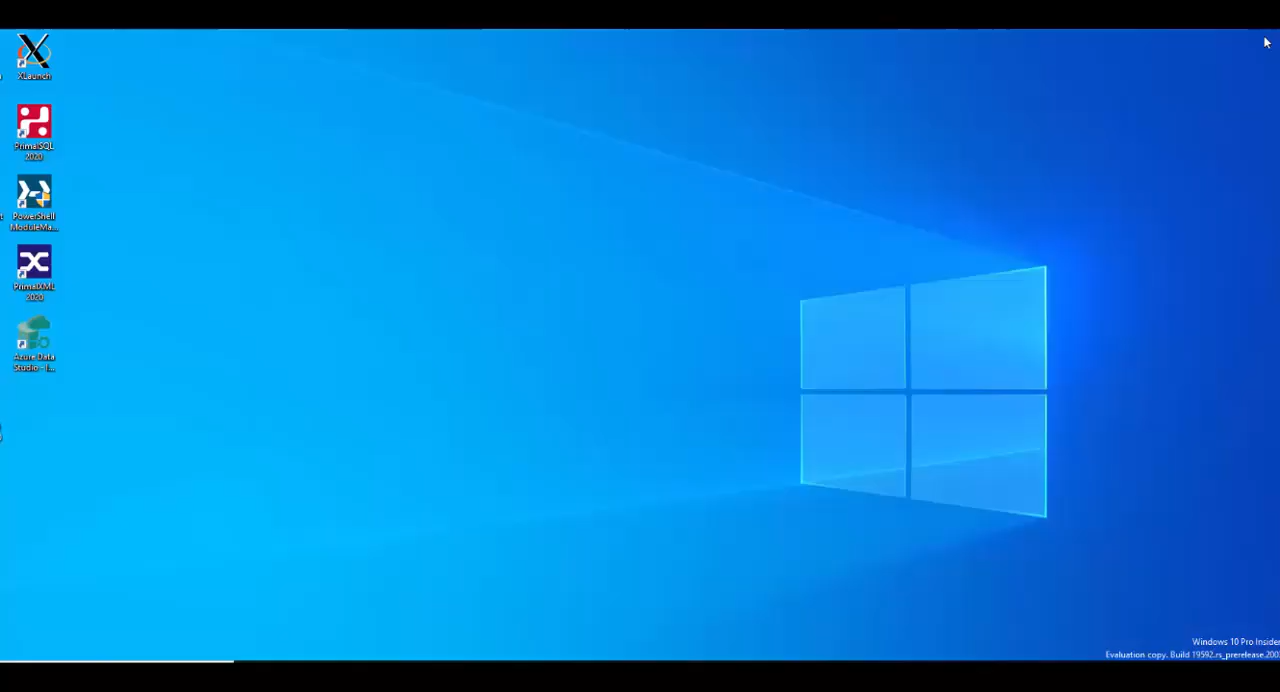 XLaunch
PrimalSQL
2020
PowerShell
ModuleMa...
PrimalXML
2020
Azure Data
Studio - I...
Windows 10 Pro Insider
Evaluation copy. Build 19592.rs_prerelease.200